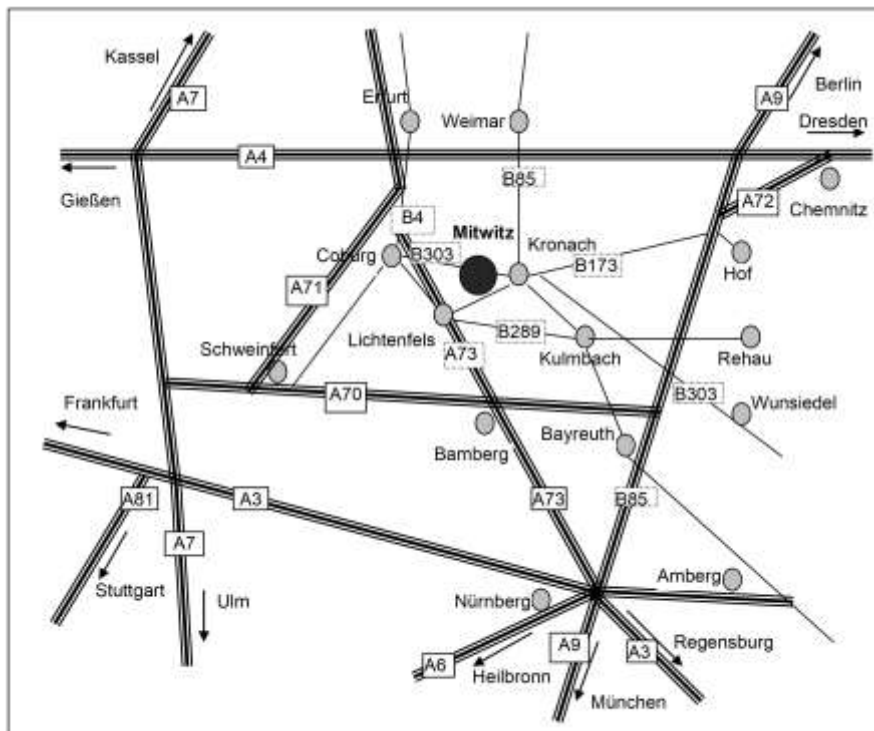 Kassel
A7
Erfurt
Weimar
A9
Berlin
Dresden
A4
Gießen
B85
A72
Chemnitz
B4
Mitwitz
Kronach
Coburg
B303
B173
Hof
A71
Lichtenfels
A73
B289
Kulmbach
Rehau
Schweinfurt
A70
B303
Wunsiedel
Frankfurt
Bamberg
Bayreuth
A81
A3
A73
B85
A7
Stuttgart
Ulm
Nürnberg
Amberg
A6
Heilbronn
A9
A3
Regensburg
München